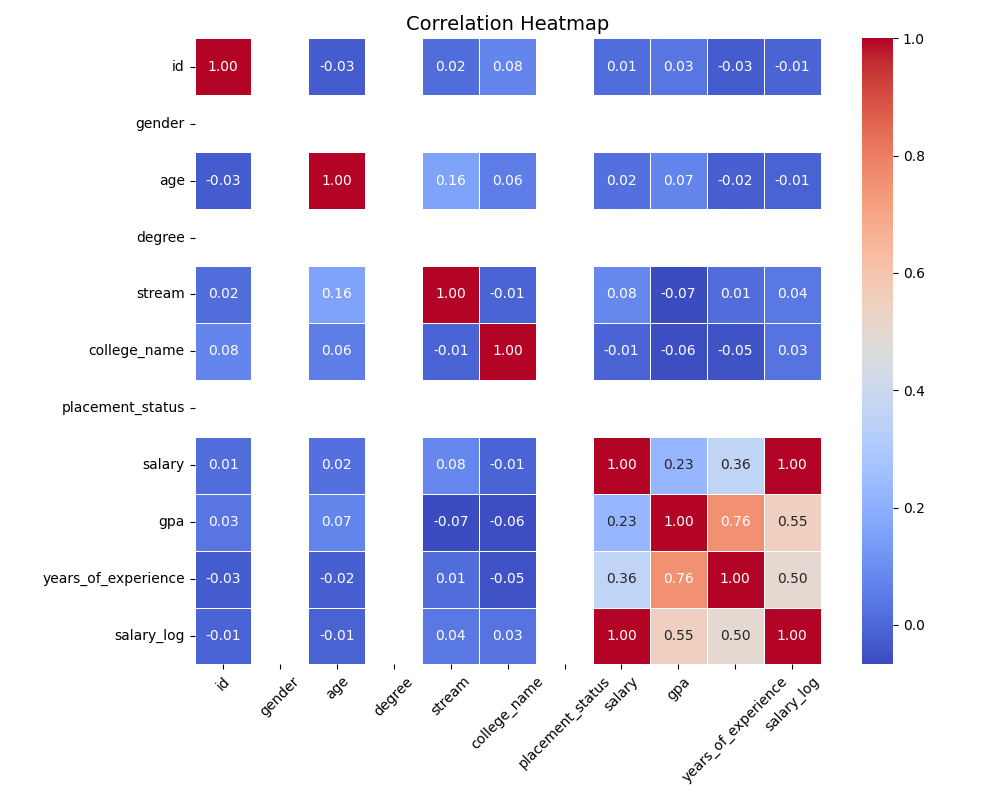 Correlation Heatmap
id 1.00 -0.03 0.02 0.08 0.01 0.03 -0.03 -0.01
gender
age -0.03 1.00 0.16 0.06 0.02 0.07 -0.02 -0.01
degree
stream 0.02 0.16 1.00 -0.01 0.08 -0.07 0.01 0.04
college_name 0.08 0.06 -0.01 1.00 -0.01 -0.06 -0.05 0.03
placement_status
salary 0.01 0.02 0.08 -0.01 1.00 0.23 0.36 1.00
gpa 0.03 0.07 -0.07 -0.06 0.23 1.00 0.76 0.55
years_of_experience -0.03 -0.02 0.01 -0.05 0.36 0.76 1.00 0.50
salary_log -0.01 -0.01 0.04 0.03 1.00 0.55 0.50 1.00
id gender age degree stream college_name placement_status salary gpa years_of_experience salary_log
1.0
0.8
0.6
0.4
0.2
0.0